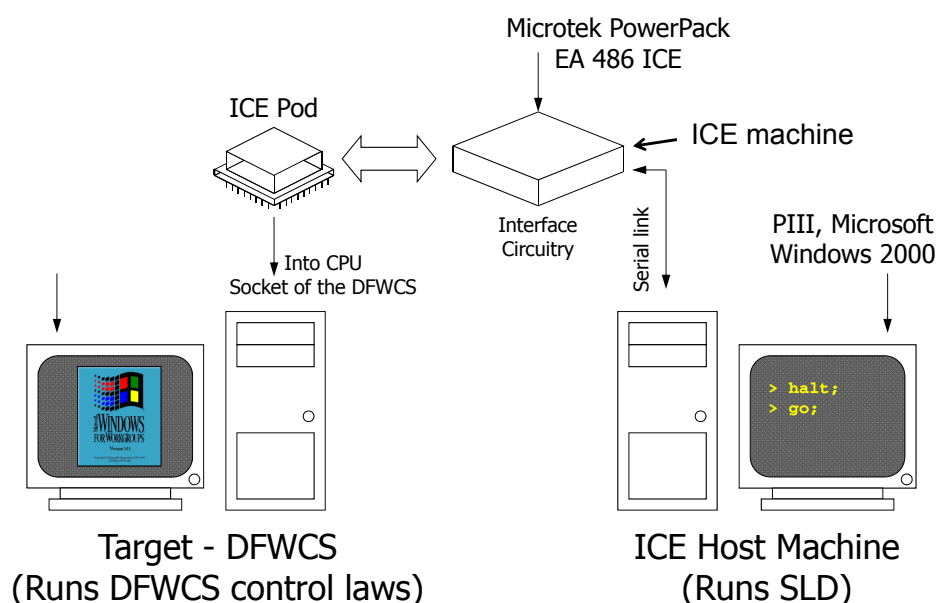 Microtek PowerPack
EA 486 ICE
ICE Pod
ICE machine
Interface
Circuitry
Serial link
PIII, Microsoft
Windows 2000
Into CPU
Socket of the DFWCS
WINDOWS
FOR WORKGROUPS
> halt;
> go;
Target - DFWCS
(Runs DFWCS control laws)
ICE Host Machine
(Runs SLD)